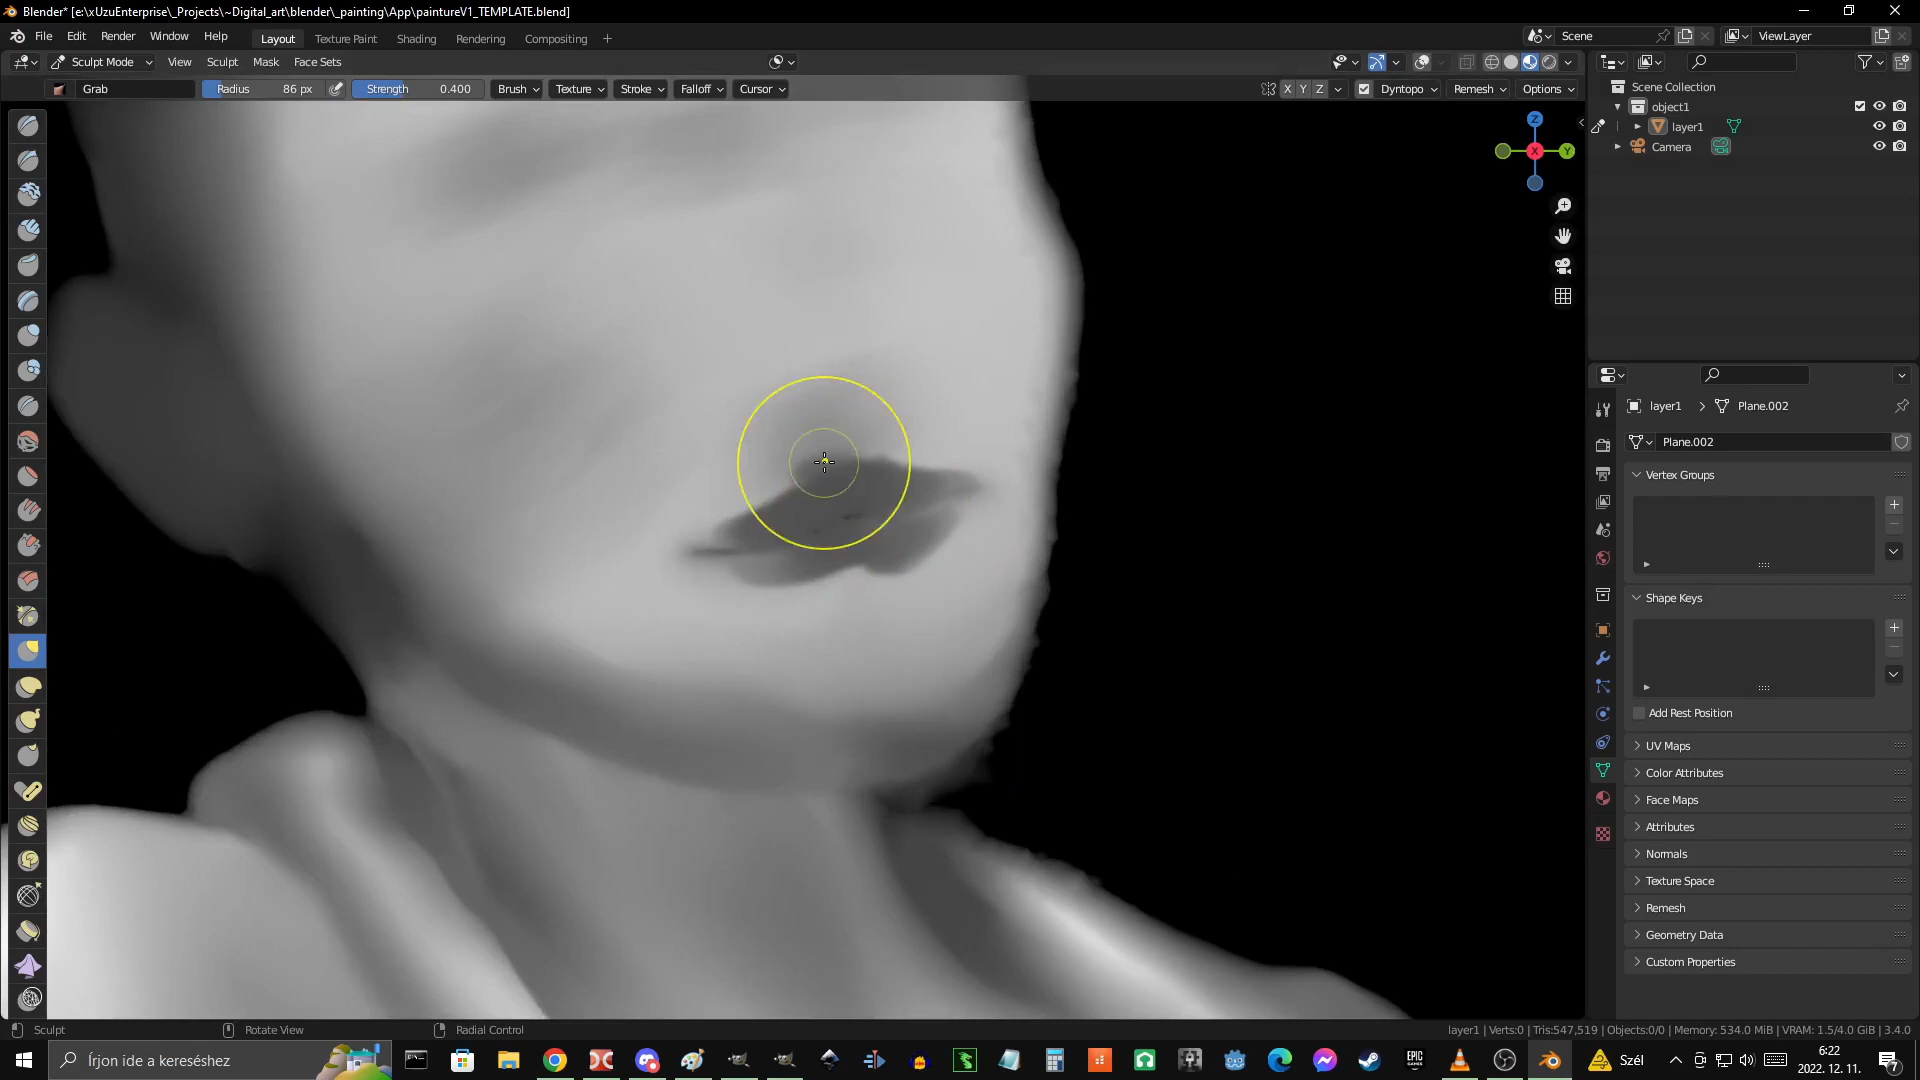 Blender* [e:\xUzuEnterprise\_Projects\~Digital_art\blender\_painting\App\paintureV1_TEMPLATE.blend]
File Edit Render Window Help
Layout Texture Paint Shading Rendering Compositing +
Scene
ViewLayer
Sculpt Mode View Sculpt Mask Face Sets
Grab Radius 86 px Strength 0.400 Brush Texture Stroke Falloff Cursor
X Y Z Dyntopo Remesh Options
Scene Collection
object1
layer1
Camera
Z
X
Y
layer1 > Plane.002
Plane.002
Vertex Groups
Shape Keys
Add Rest Position
UV Maps
Color Attributes
Face Maps
Attributes
Normals
Texture Space
Remesh
Geometry Data
Custom Properties
Sculpt Rotate View Radial Control
layer1 | Verts:0 | Tris:547,519 | Objects:0/0 | Memory: 534.0 MiB | VRAM: 1.5/4.0 GiB | 3.4.0
Írjon ide a kereséshez
EPIC GAMES
Szél
6:22
2022. 12. 11.
7